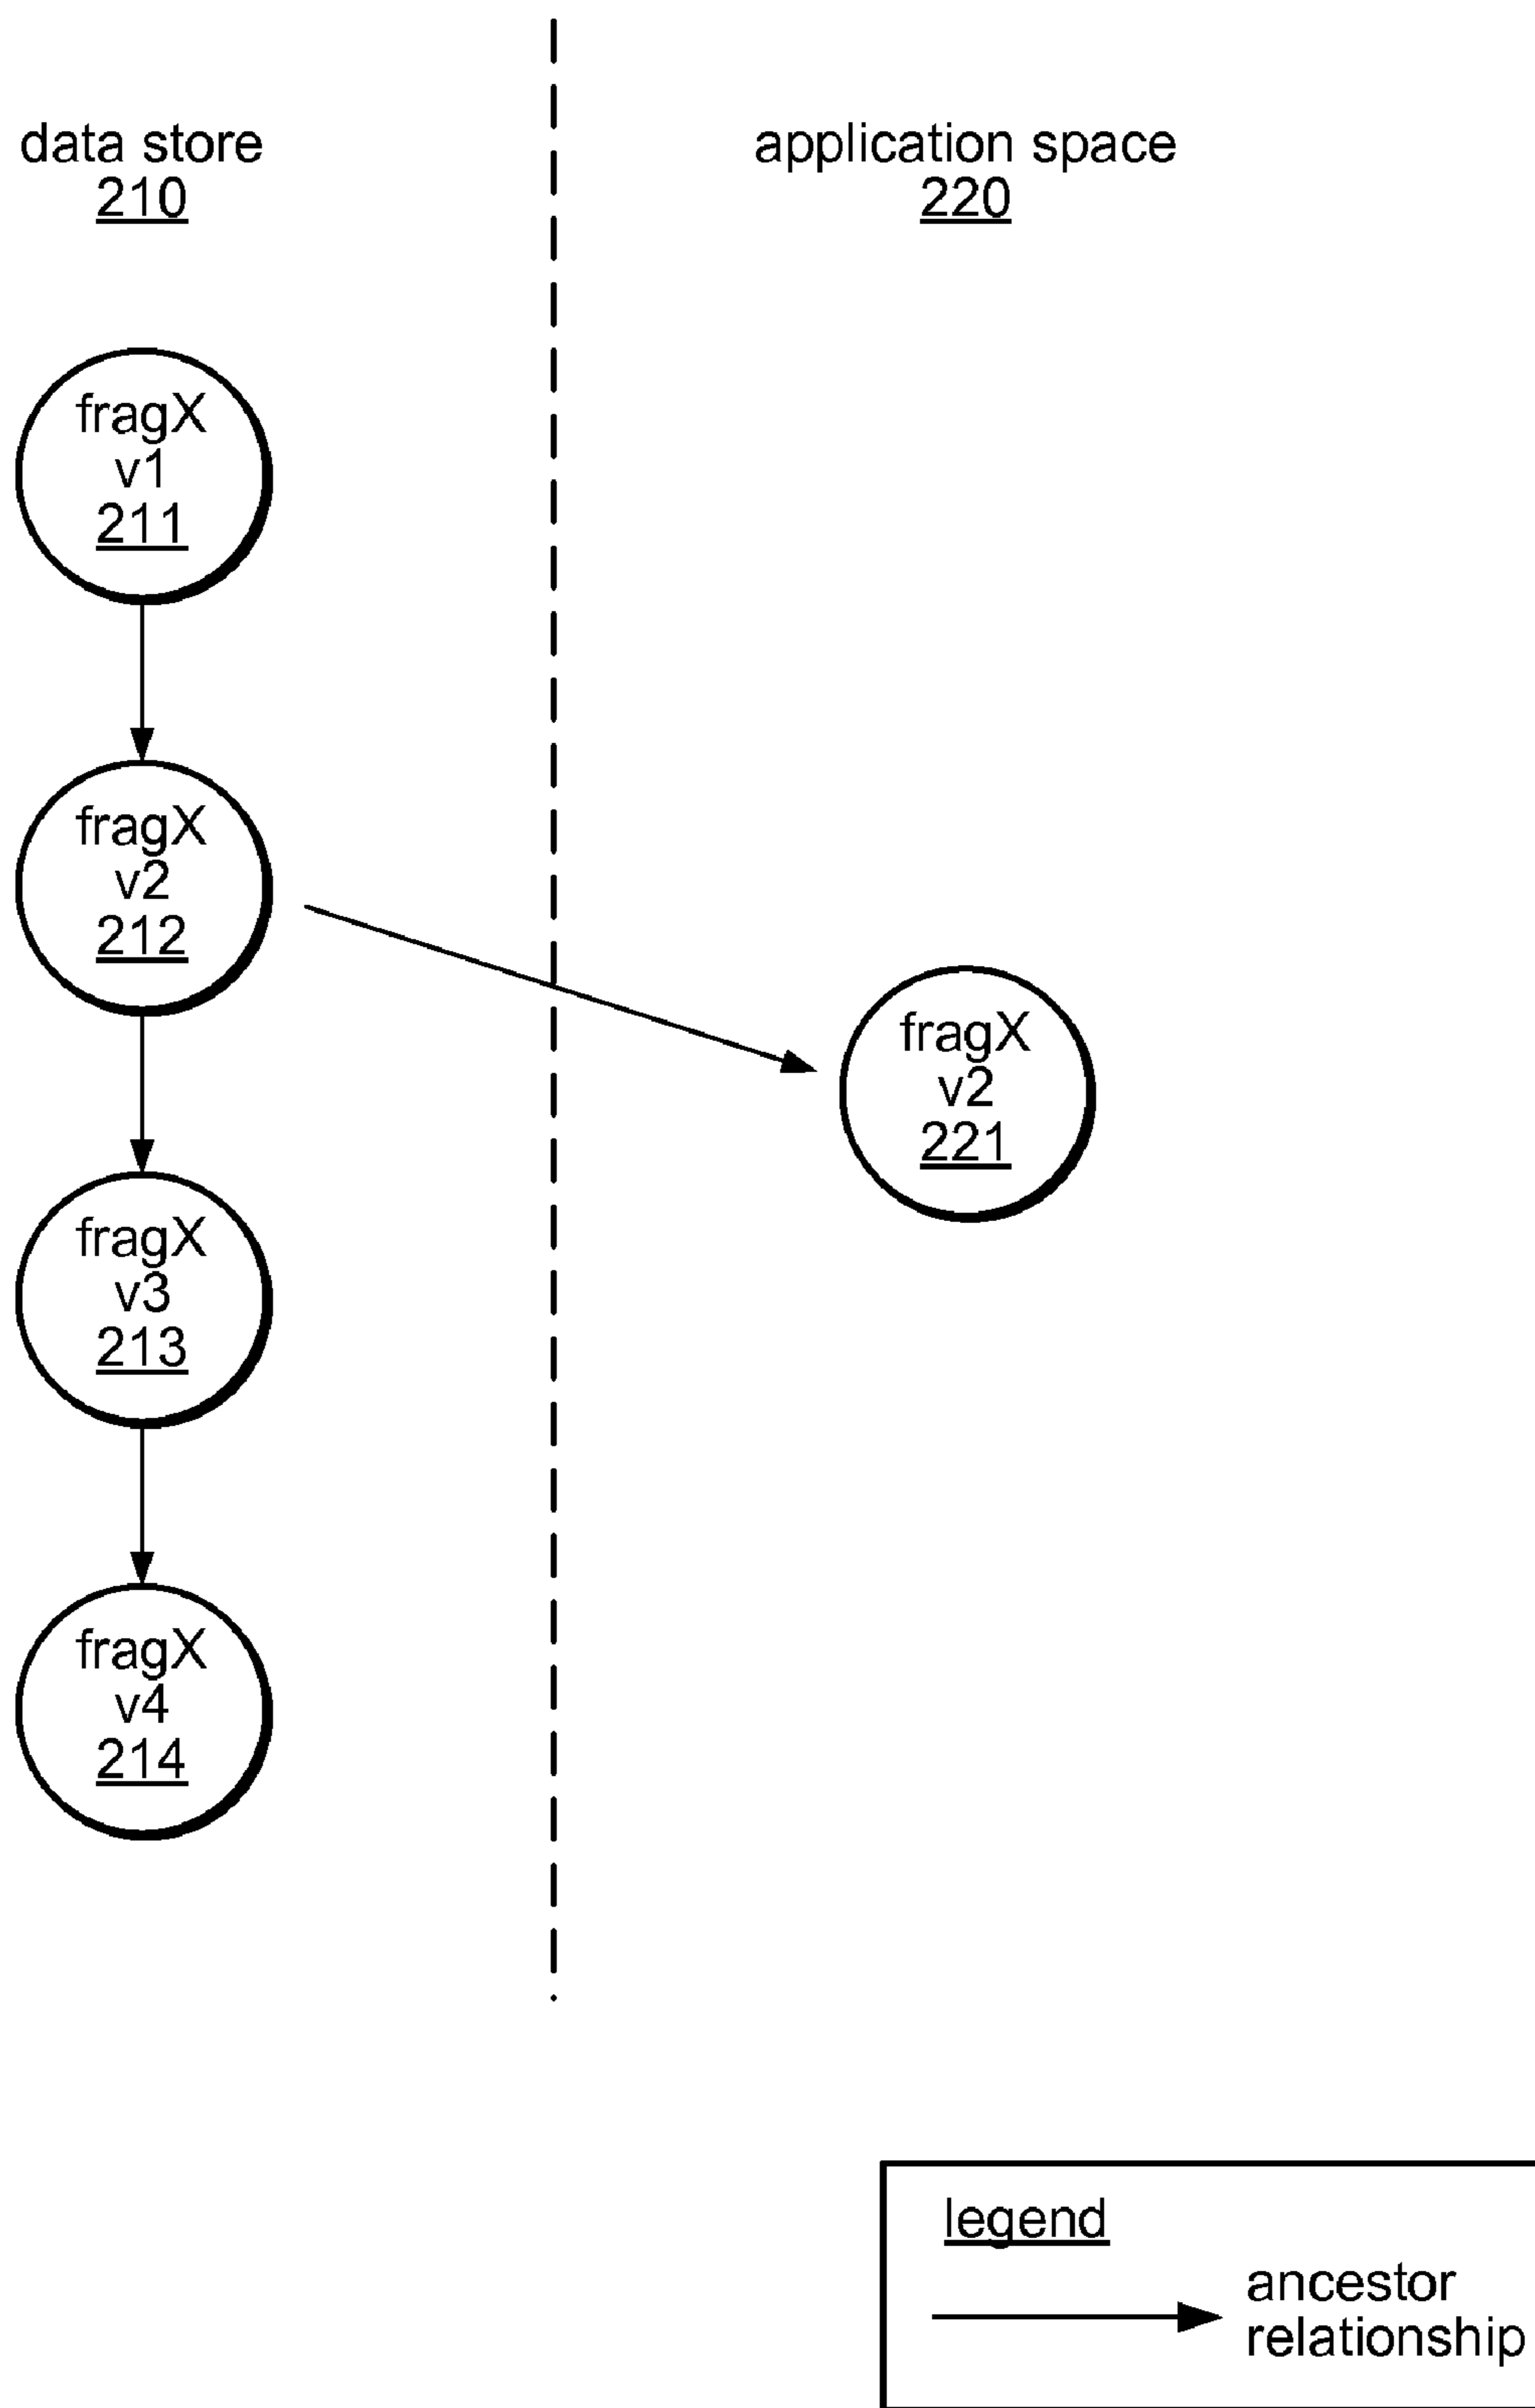 data store
210
application space
220
fragX
v1
211
fragX
v2
212
fragX
v2
221
fragX
v3
213
fragX
v4
214
legend
ancestor
relationship